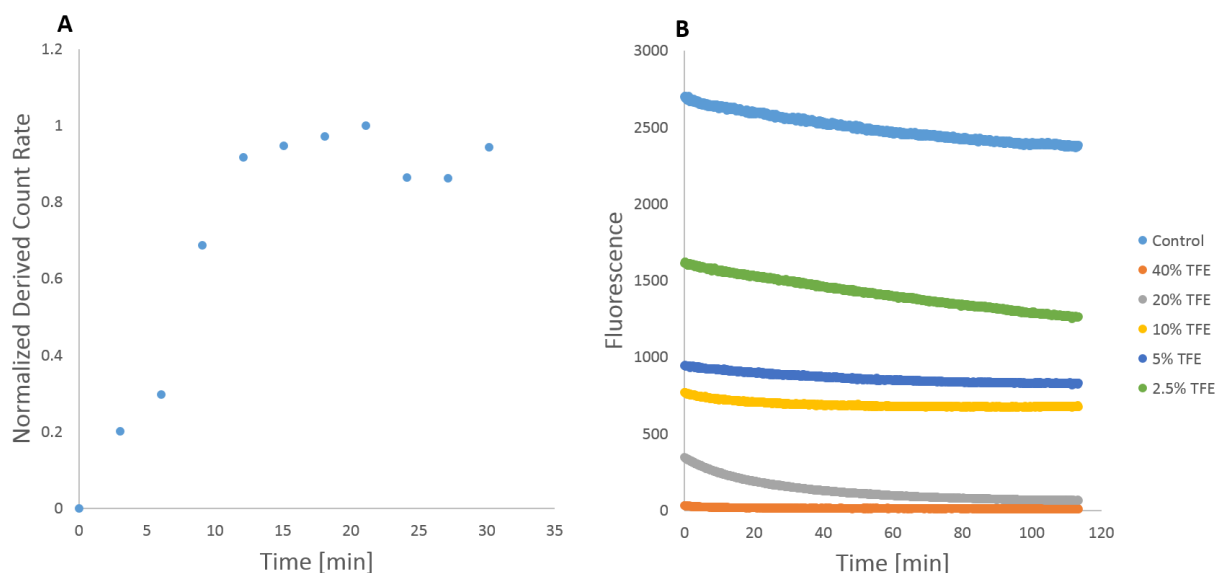 A
1.2
1
0.8
0.6
0.4
0.2
0
0 5 10 15 20 25 30 35
Normalized Derived Count Rate
Time [min]
B
3000
2500
2000
1500
1000
500
0
0 20 40 60 80 100 120
Fluorescence
Time [min]
Control
40% TFE
20% TFE
10% TFE
5% TFE
2.5% TFE